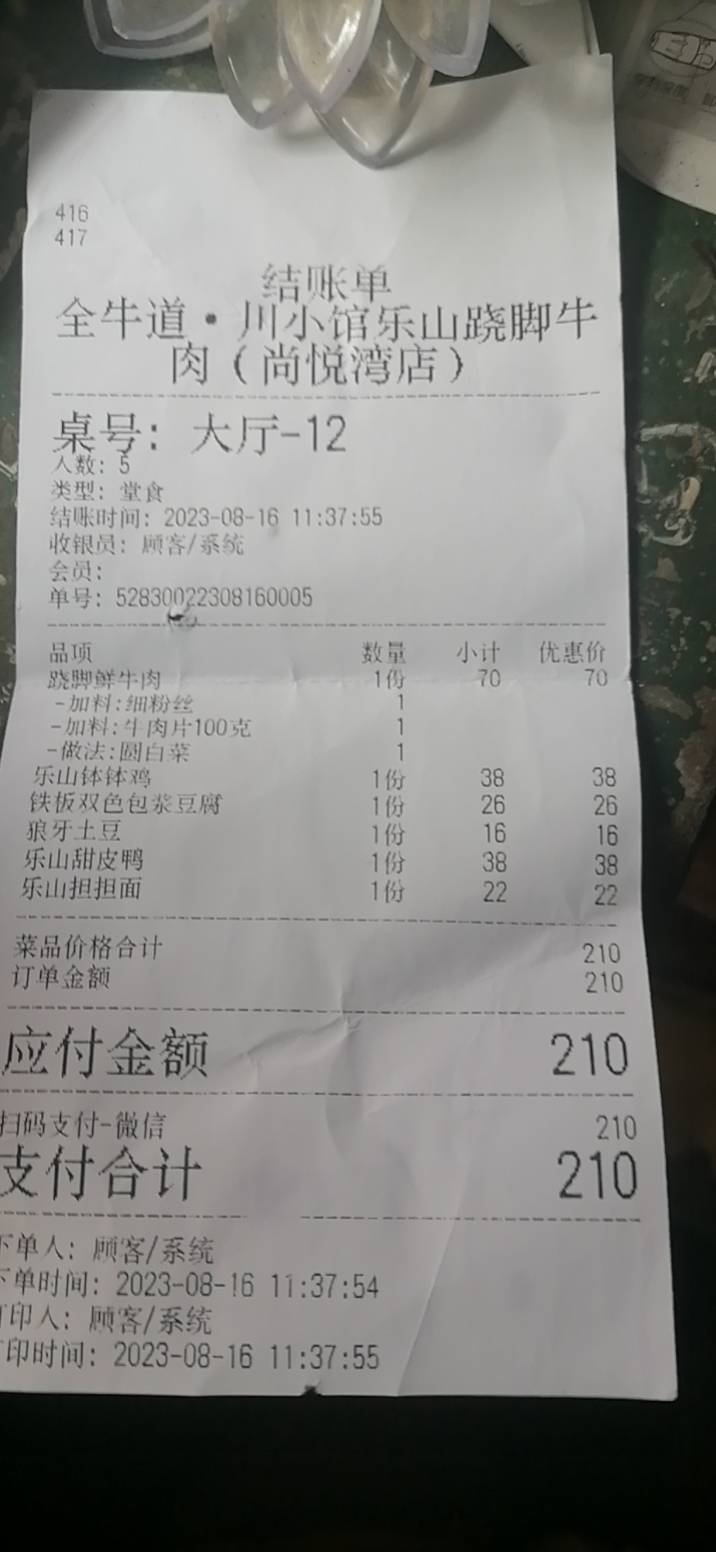 416
417
结账单
全牛道·川小馆乐山跷脚牛
肉（尚悦湾店）
桌号: 大厅-12
人数: 5
类型: 堂食
结账时间: 2023-08-16 11:37:55
收银员: 顾客/系统
会员:
单号: 52830022308160005
品项 数量 小计 优惠价
跷脚鲜牛肉 1份 70 70
-加料:细粉丝 1
-加料:牛肉片100克 1
-做法:圆白菜 1
乐山钵钵鸡 1份 38 38
铁板双色包浆豆腐 1份 26 26
狼牙土豆 1份 16 16
乐山甜皮鸭 1份 38 38
乐山担担面 1份 22 22
菜品价格合计 210
订单金额 210
应付金额 210
扫码支付-微信 210
支付合计 210
下单人: 顾客/系统
下单时间: 2023-08-16 11:37:54
打印人: 顾客/系统
印时间: 2023-08-16 11:37:55